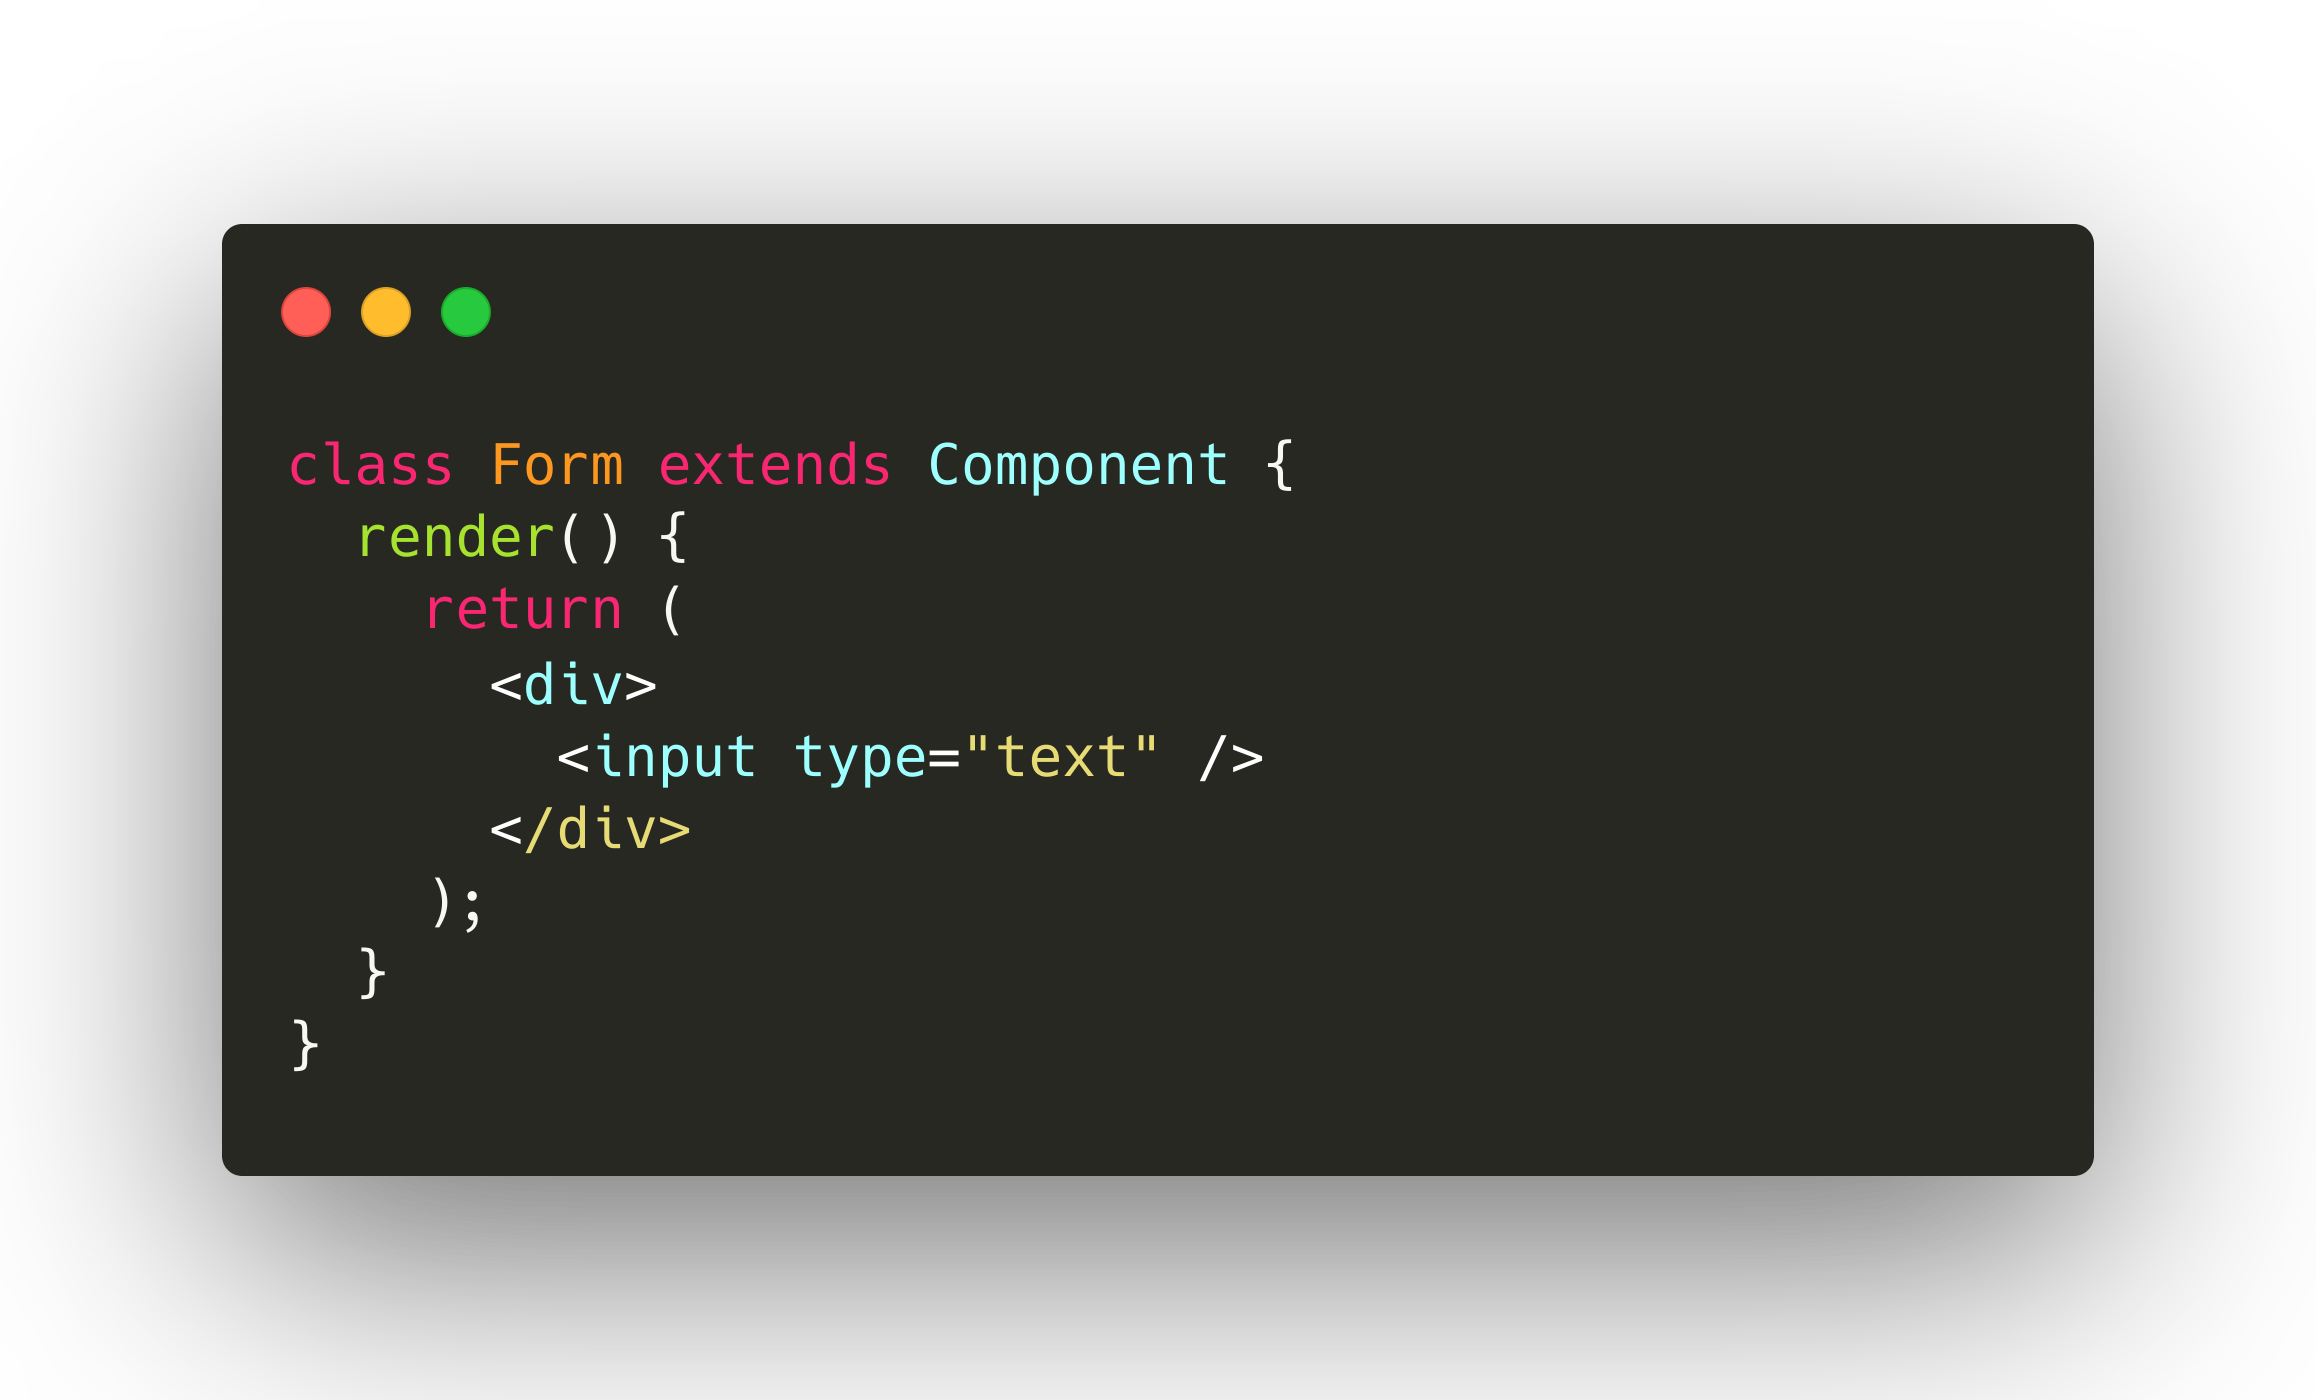 class Form extends Component {
  render() {
    return (
      <div>
        <input type="text" />
      </div>
    );
  }
}